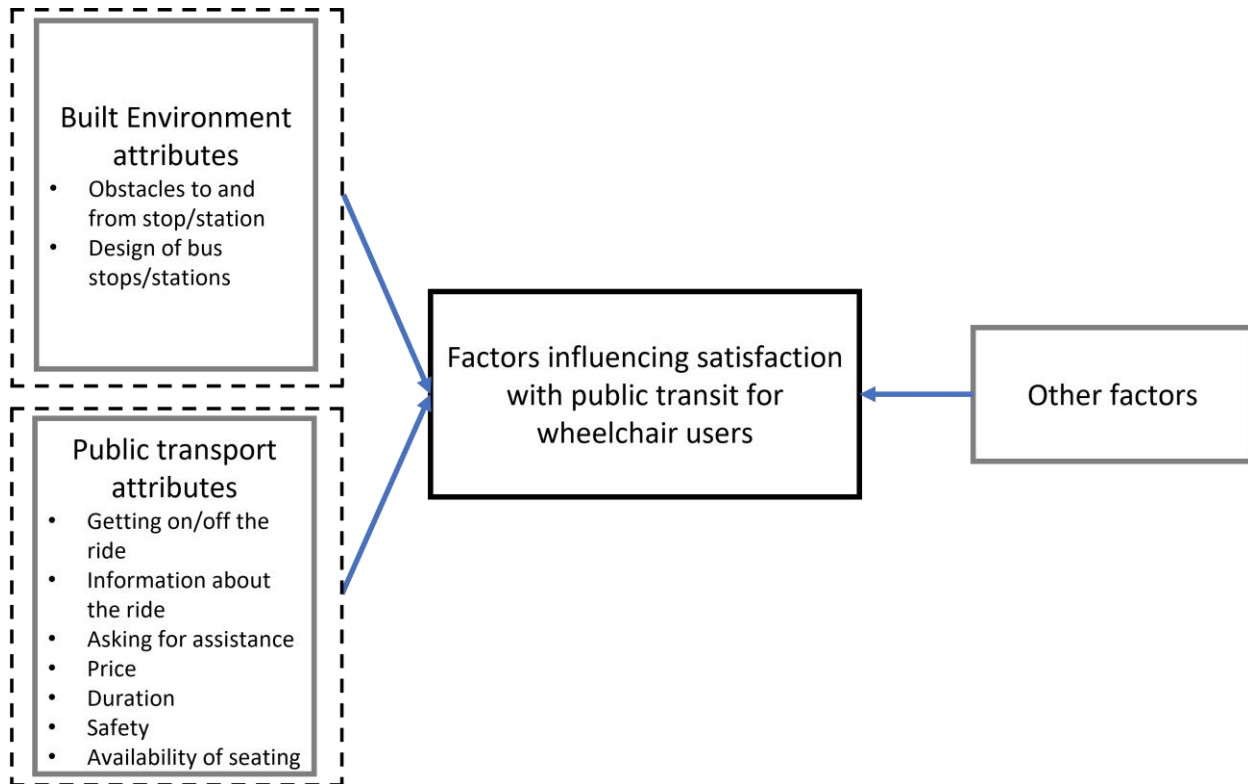 Built Environment
attributes
• Obstacles to and
from stop/station
• Design of bus
stops/stations
Public transport
attributes
• Getting on/off the
ride
• Information about
the ride
• Asking for assistance
• Price
• Duration
• Safety
• Availability of seating
Factors influencing satisfaction
with public transit for
wheelchair users
Other factors